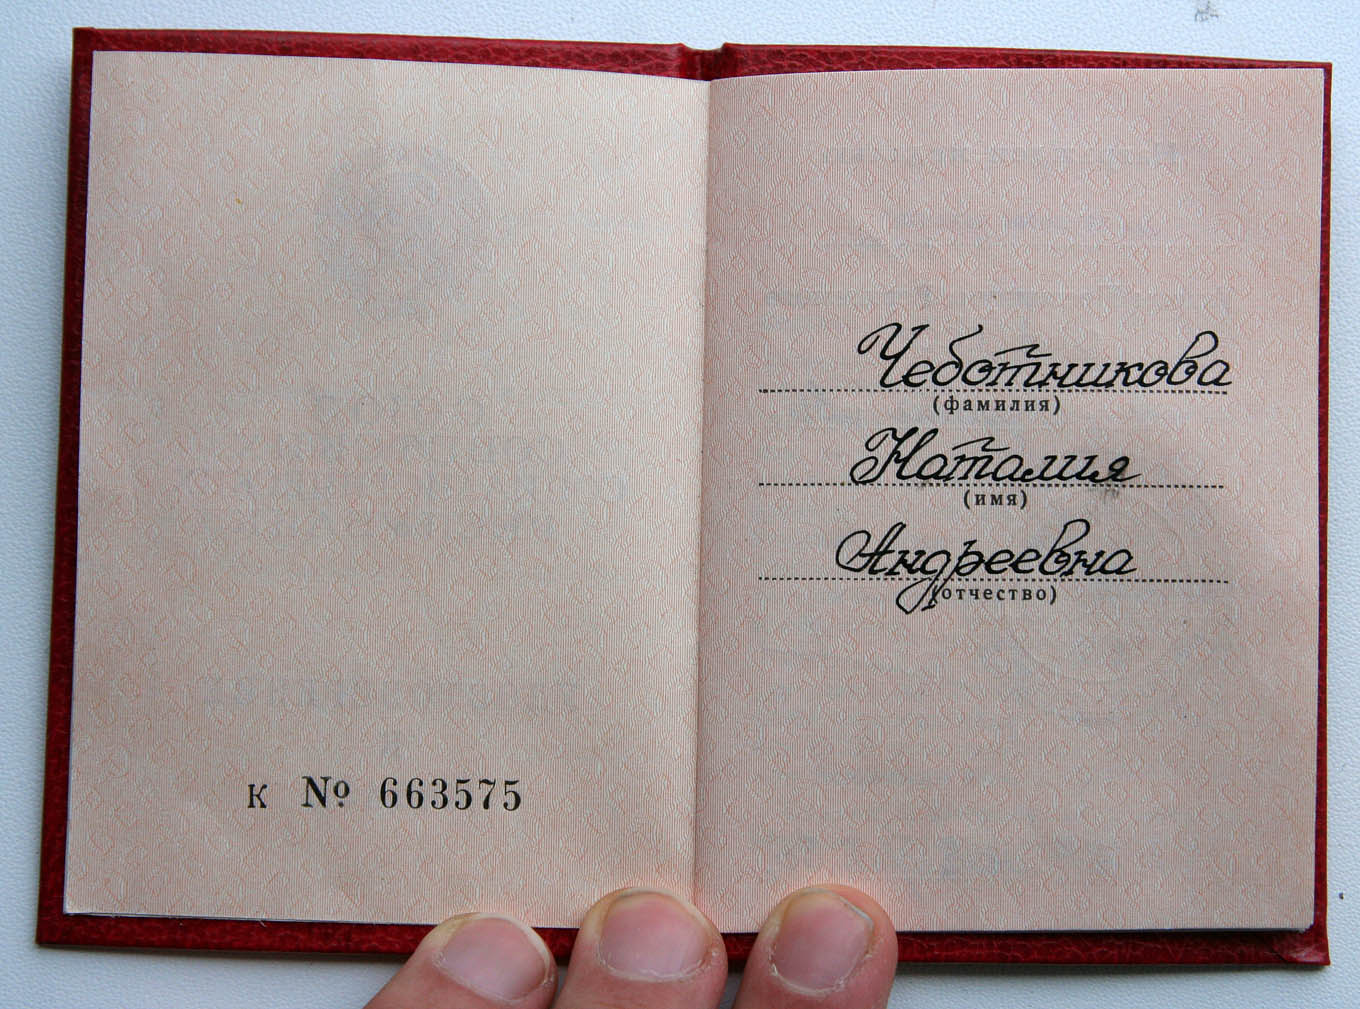 к № 663575
Чеботникова
(фамилия)
Наталия
(имя)
Андреевна
(отчество)